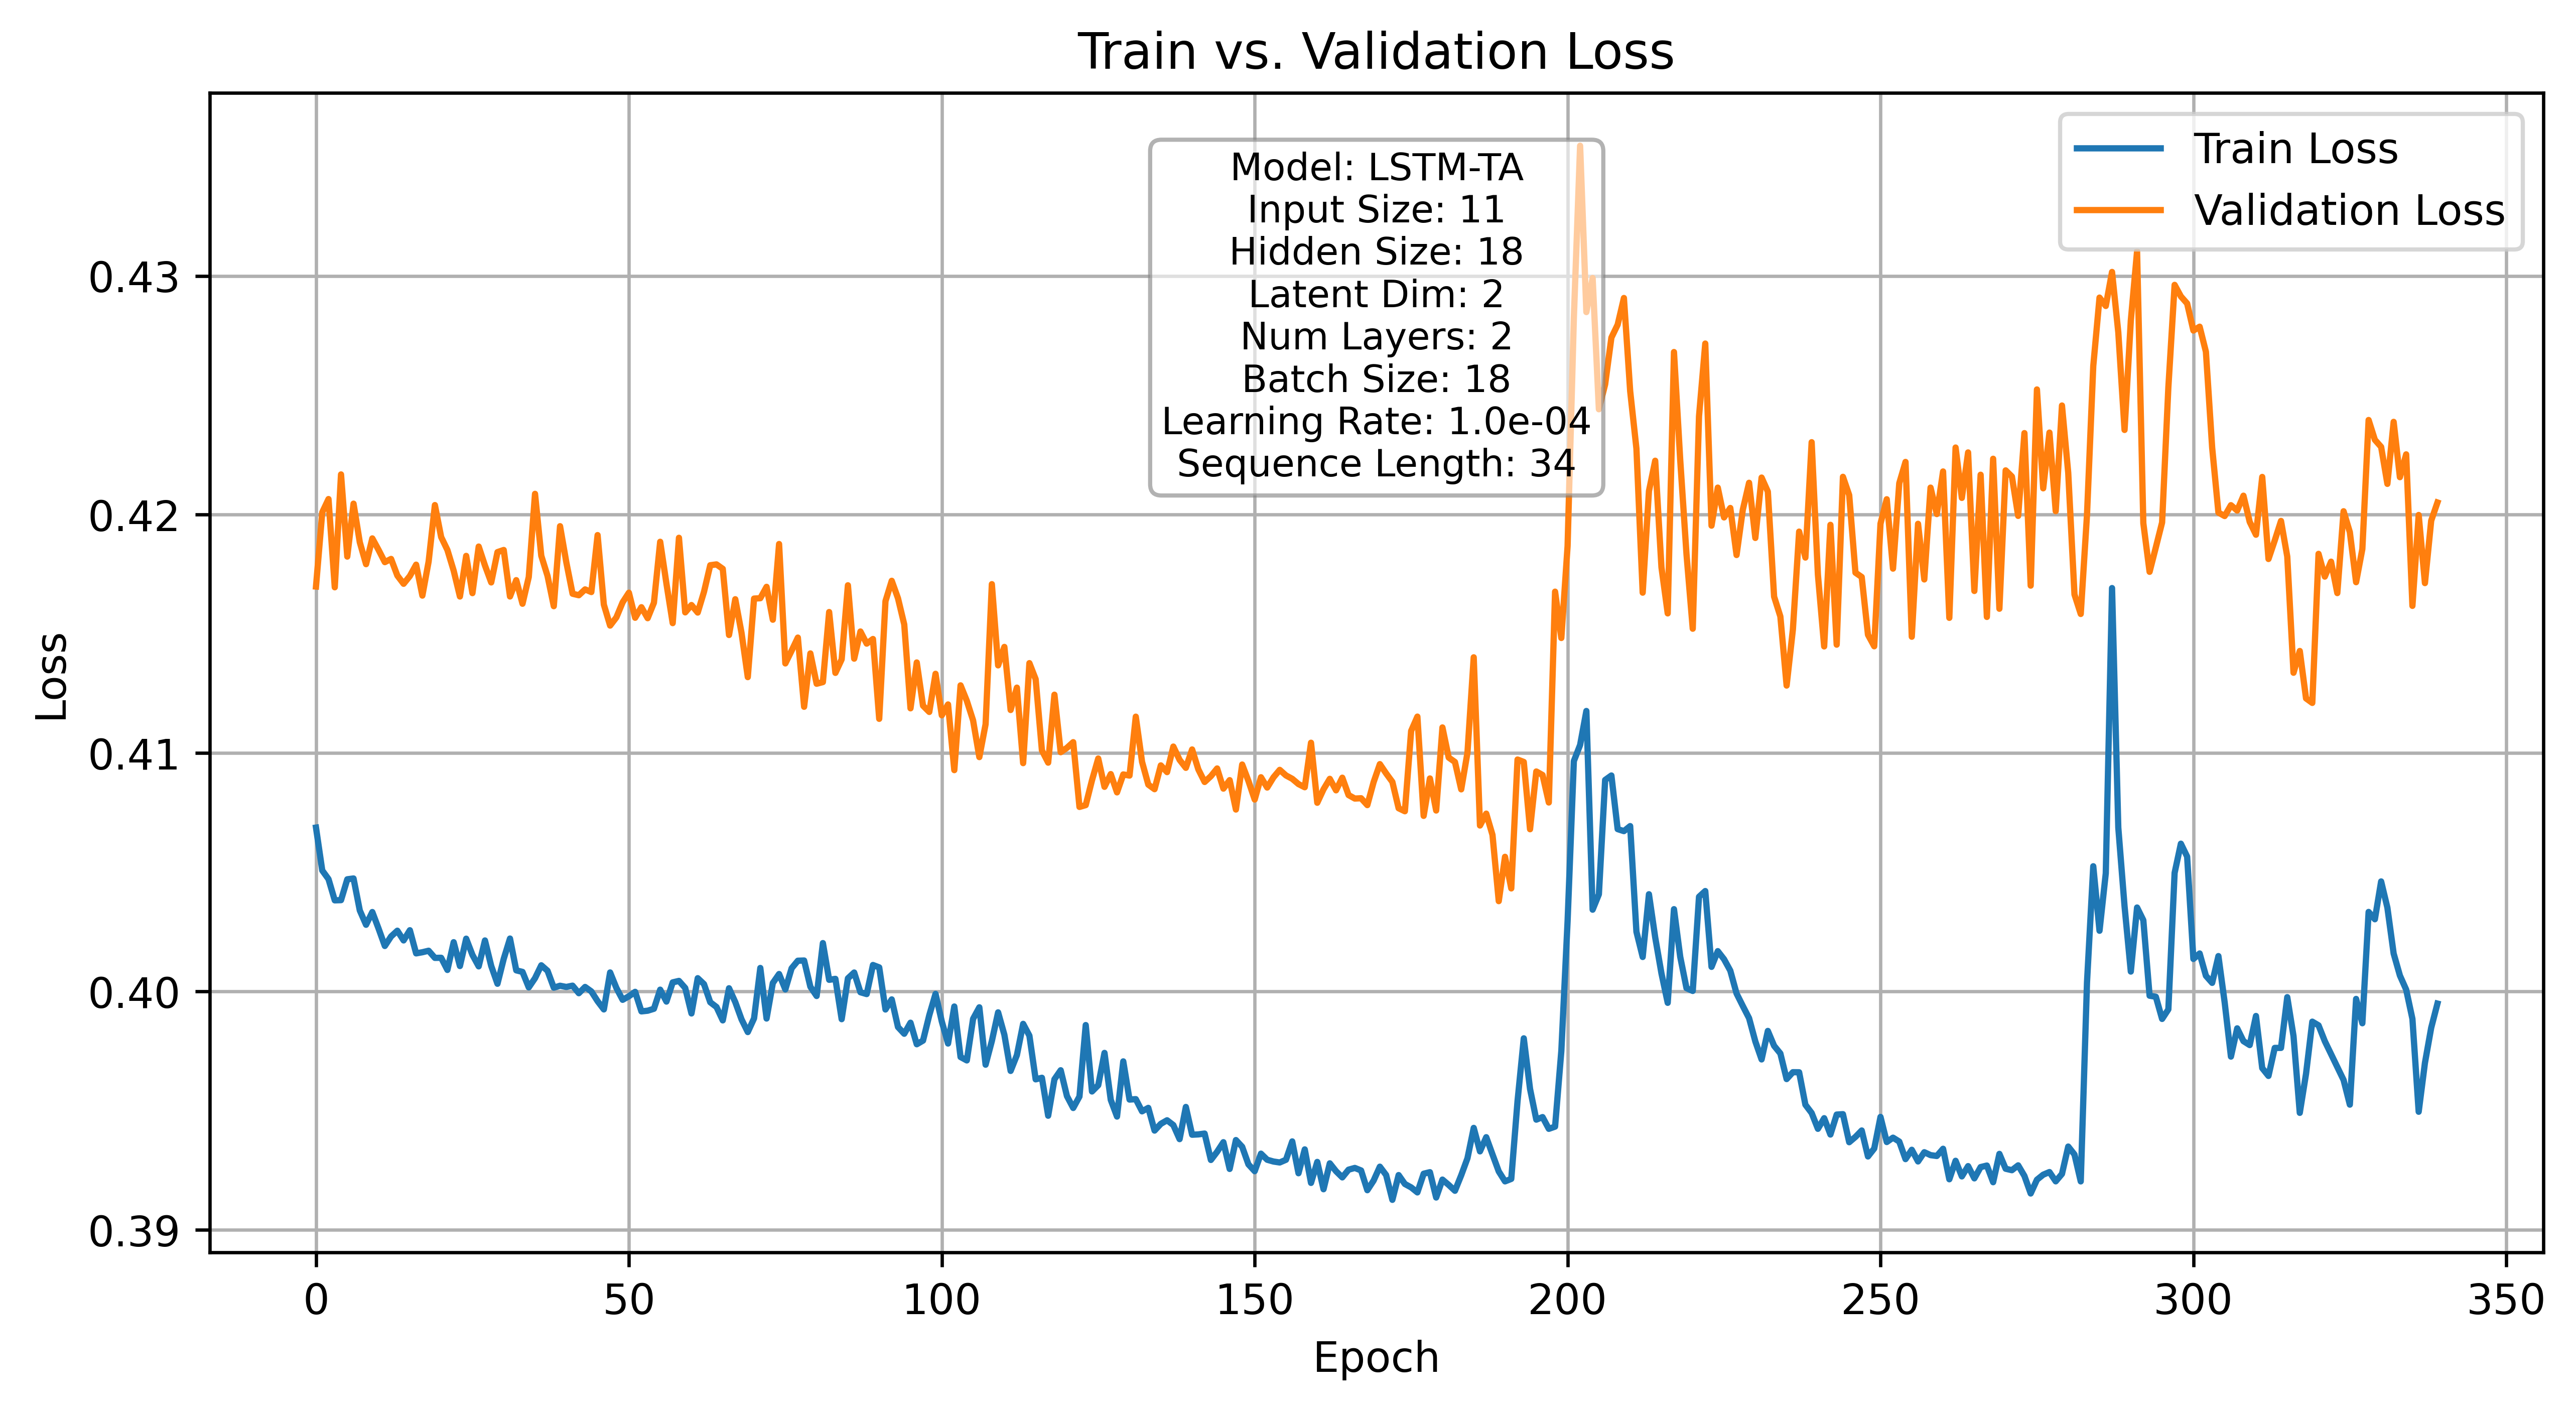 Train vs. Validation Loss
Model: LSTM-TA
Input Size: 11
Hidden Size: 18
Latent Dim: 2
Num Layers: 2
Batch Size: 18
Learning Rate: 1.0e-04
Sequence Length: 34
Train Loss
Validation Loss
Loss
0.43
0.42
0.41
0.40
0.39
0 50 100 150 200 250 300 350
Epoch